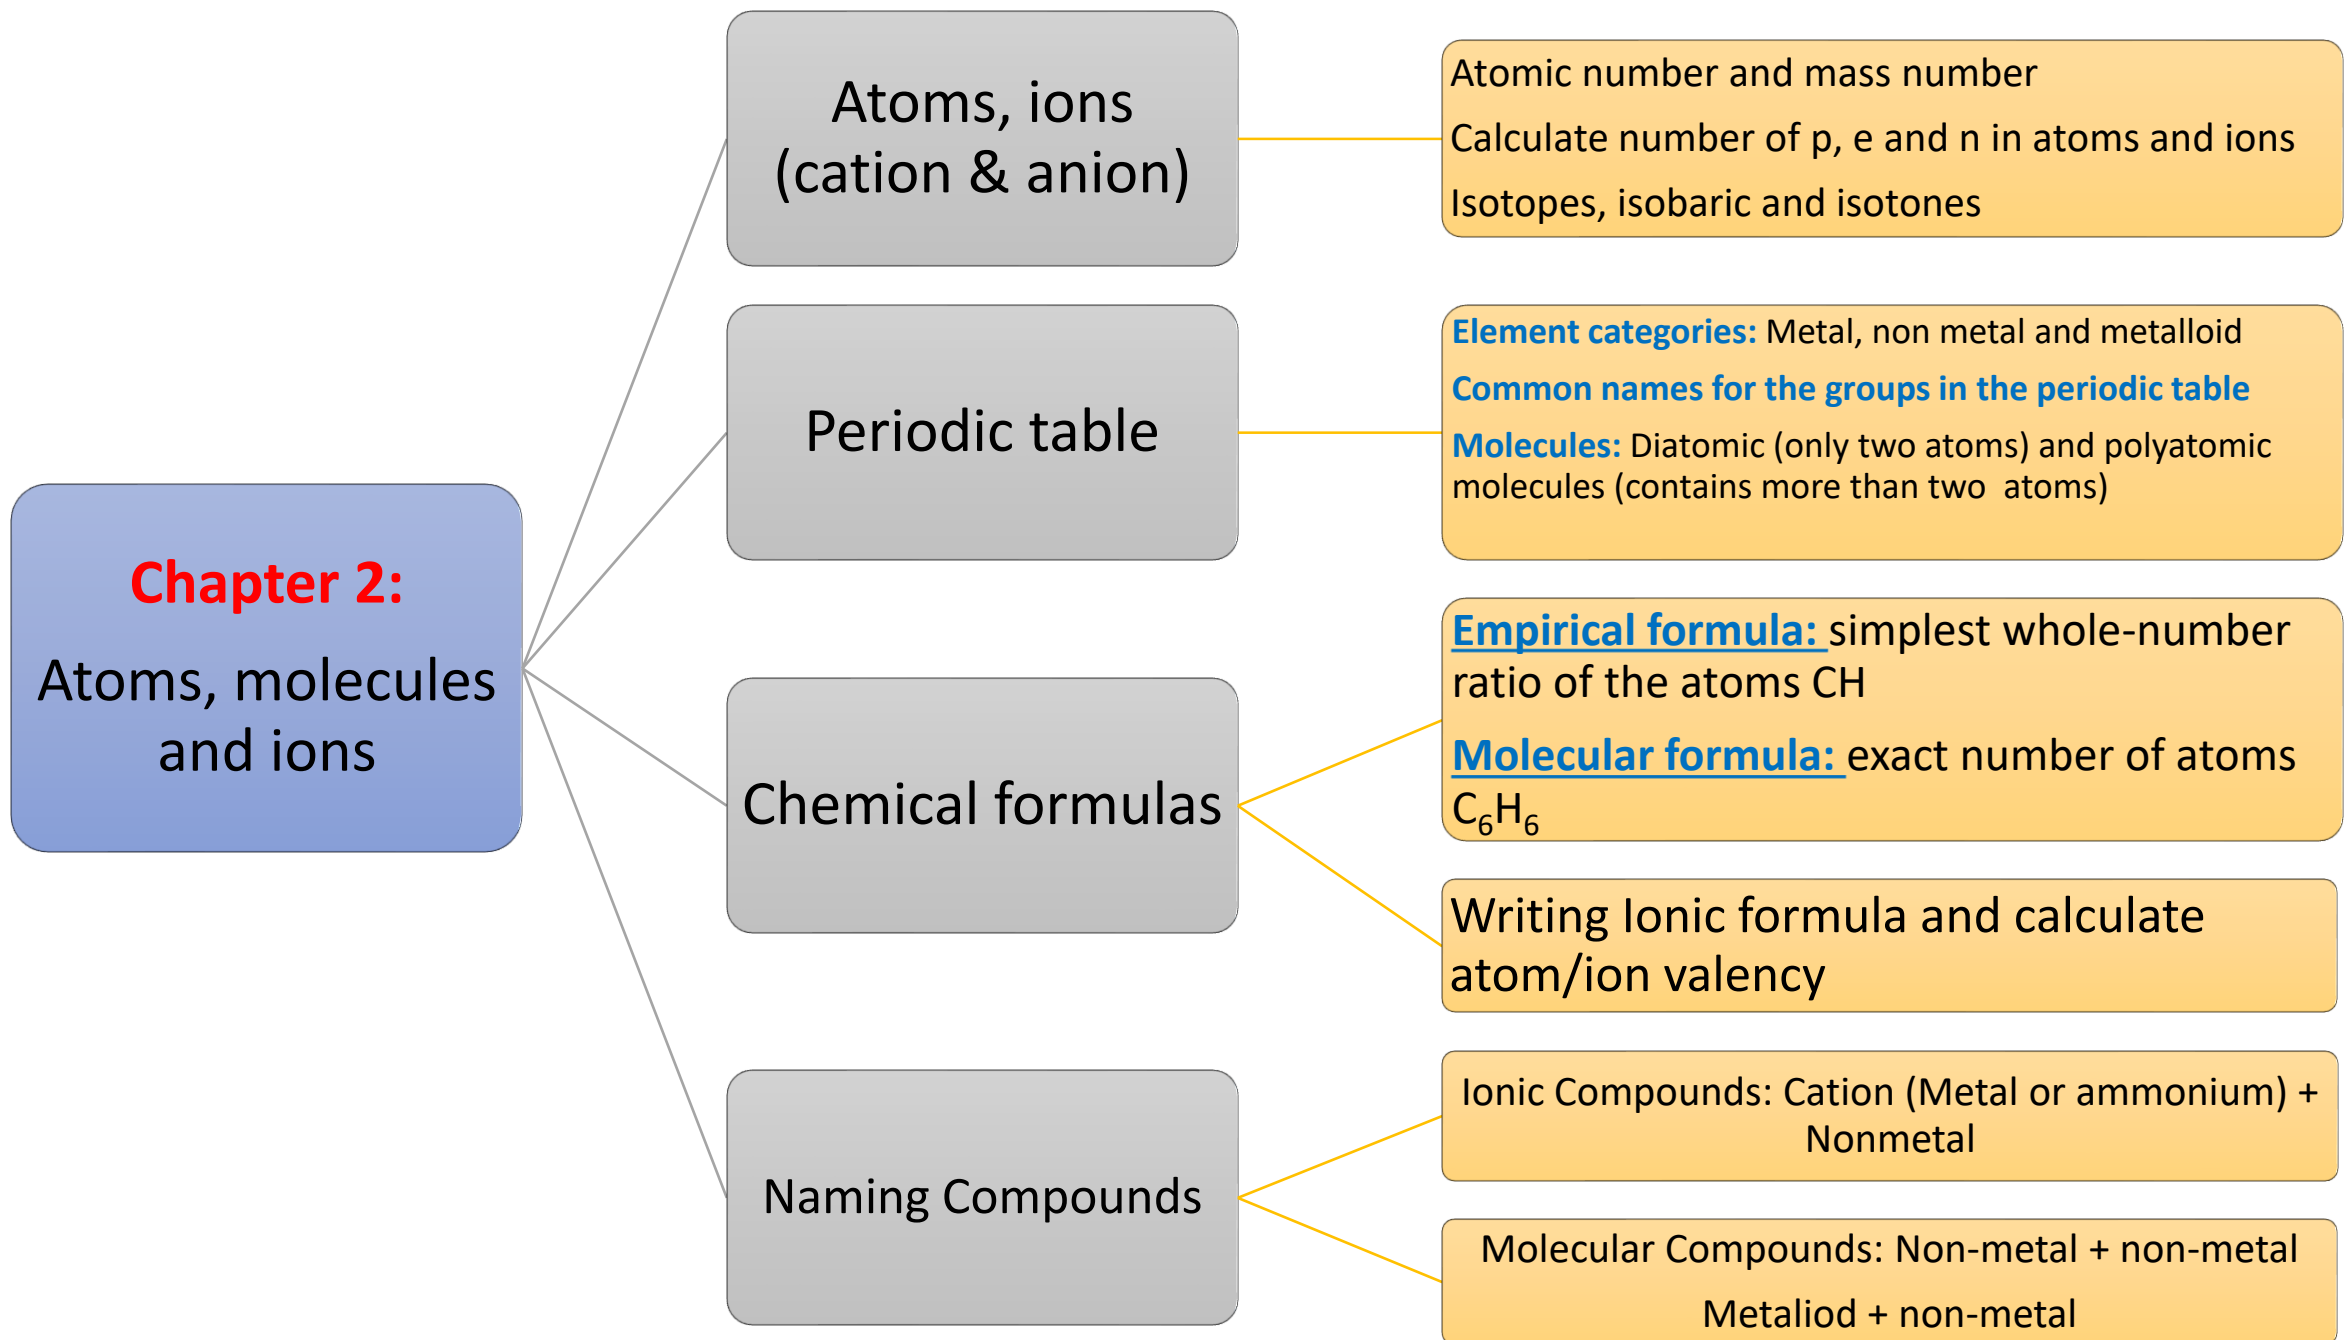 Chapter 2:
Atoms, molecules
and ions
Atoms, ions
(cation & anion)
Atomic number and mass number
Calculate number of p, e and n in atoms and ions
Isotopes, isobaric and isotones
Periodic table
Element categories: Metal, non metal and metalloid
Common names for the groups in the periodic table
Molecules: Diatomic (only two atoms) and polyatomic
molecules (contains more than two  atoms)
Chemical formulas
Empirical formula: simplest whole-number
ratio of the atoms CH
Molecular formula: exact number of atoms
C₆H₆
Writing Ionic formula and calculate
atom/ion valency
Naming Compounds
Ionic Compounds: Cation (Metal or ammonium) +
Nonmetal
Molecular Compounds: Non-metal + non-metal
Metaliod + non-metal